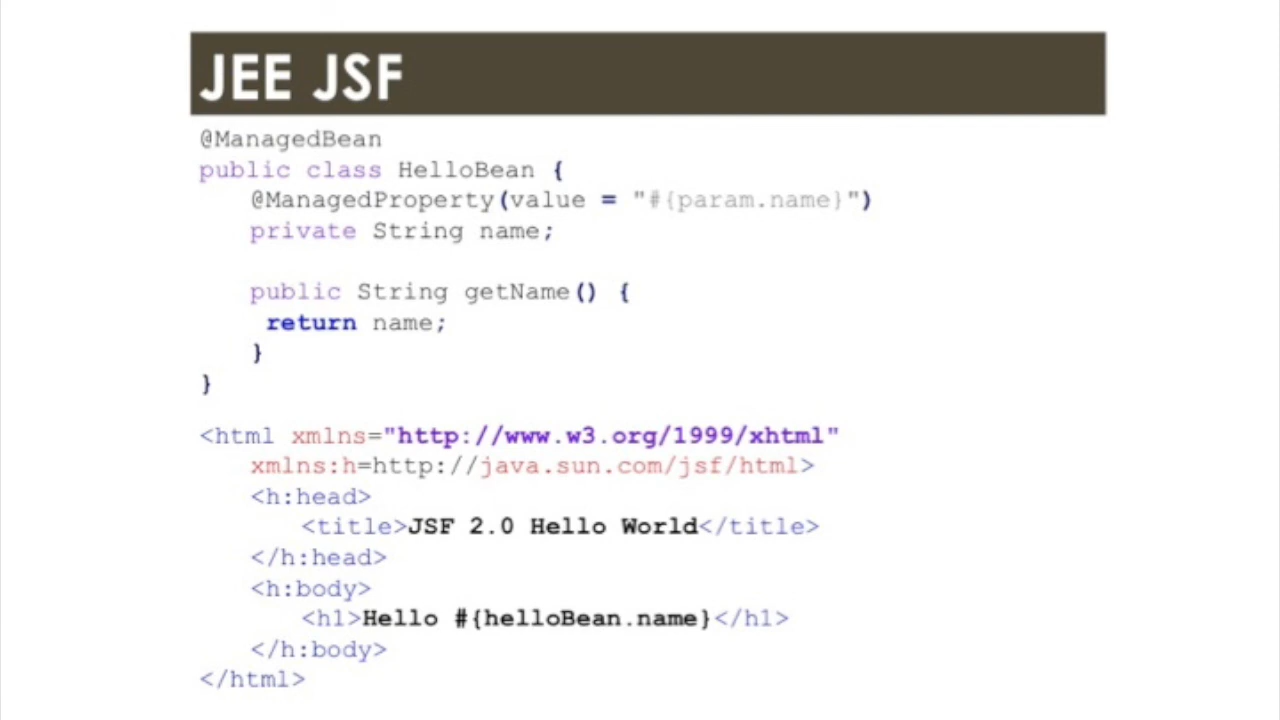 JEE JSF
@ManagedBean
public class HelloBean {
@ManagedProperty(value = "#{param.name}")
private String name;
public String getName() {
return name;
}
}
<html xmlns="http://www.w3.org/1999/xhtml"
xmlns:h=http://java.sun.com/jsf/html>
<h:head>
<title>JSF 2.0 Hello World</title>
</h:head>
<h:body>
<h1>Hello #{helloBean.name}</h1>
</h:body>
</html>